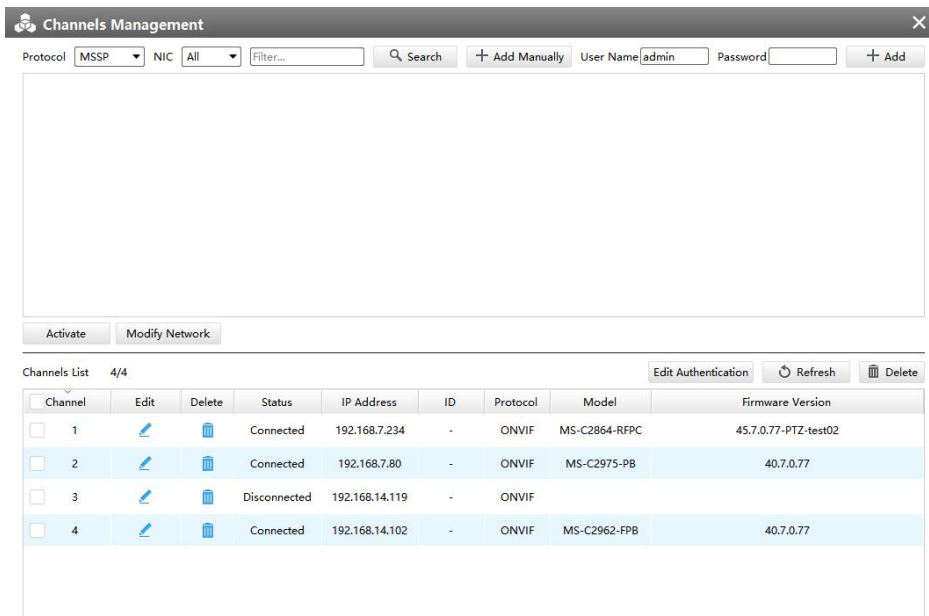 Channels Management
Protocol MSSP NIC All Filter... Search Add Manually User Name admin Password Add
Activate Modify Network
Channels List 4/4 Edit Authentication Refresh Delete
Channel Edit Delete Status IP Address ID Protocol Model Firmware Version
1 Connected 192.168.7.234 - ONVIF MS-C2864-RFPC 45.7.0.77-PTZ-test02
2 Connected 192.168.7.80 - ONVIF MS-C2975-PB 40.7.0.77
3 Disconnected 192.168.14.119 - ONVIF
4 Connected 192.168.14.102 - ONVIF MS-C2962-FPB 40.7.0.77